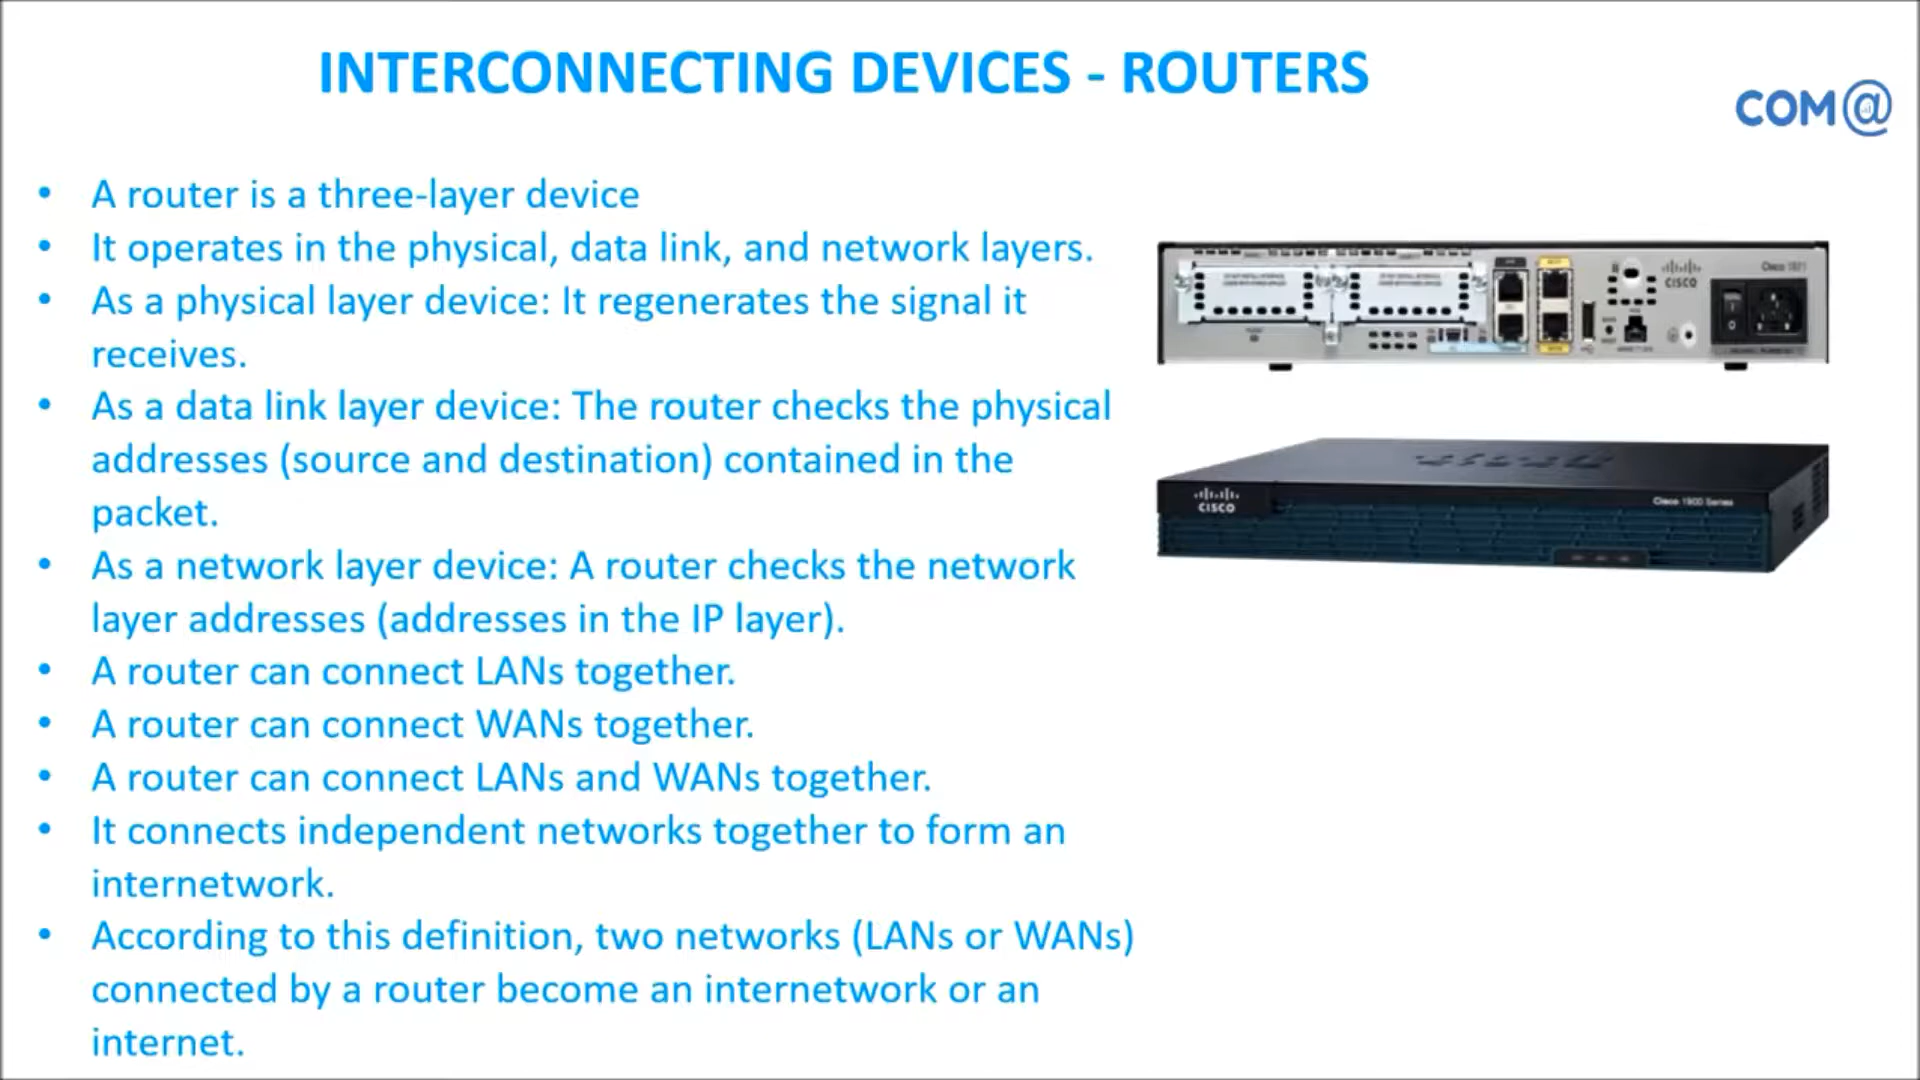 INTERCONNECTING DEVICES - ROUTERS
COM@
• A router is a three-layer device
• It operates in the physical, data link, and network layers.
• As a physical layer device: It regenerates the signal it
receives.
• As a data link layer device: The router checks the physical
addresses (source and destination) contained in the
packet.
• As a network layer device: A router checks the network
layer addresses (addresses in the IP layer).
• A router can connect LANs together.
• A router can connect WANs together.
• A router can connect LANs and WANs together.
• It connects independent networks together to form an
internetwork.
• According to this definition, two networks (LANs or WANs)
connected by a router become an internetwork or an
internet.
CISCO
Cisco 1921
CISCO
Cisco 1900 Series